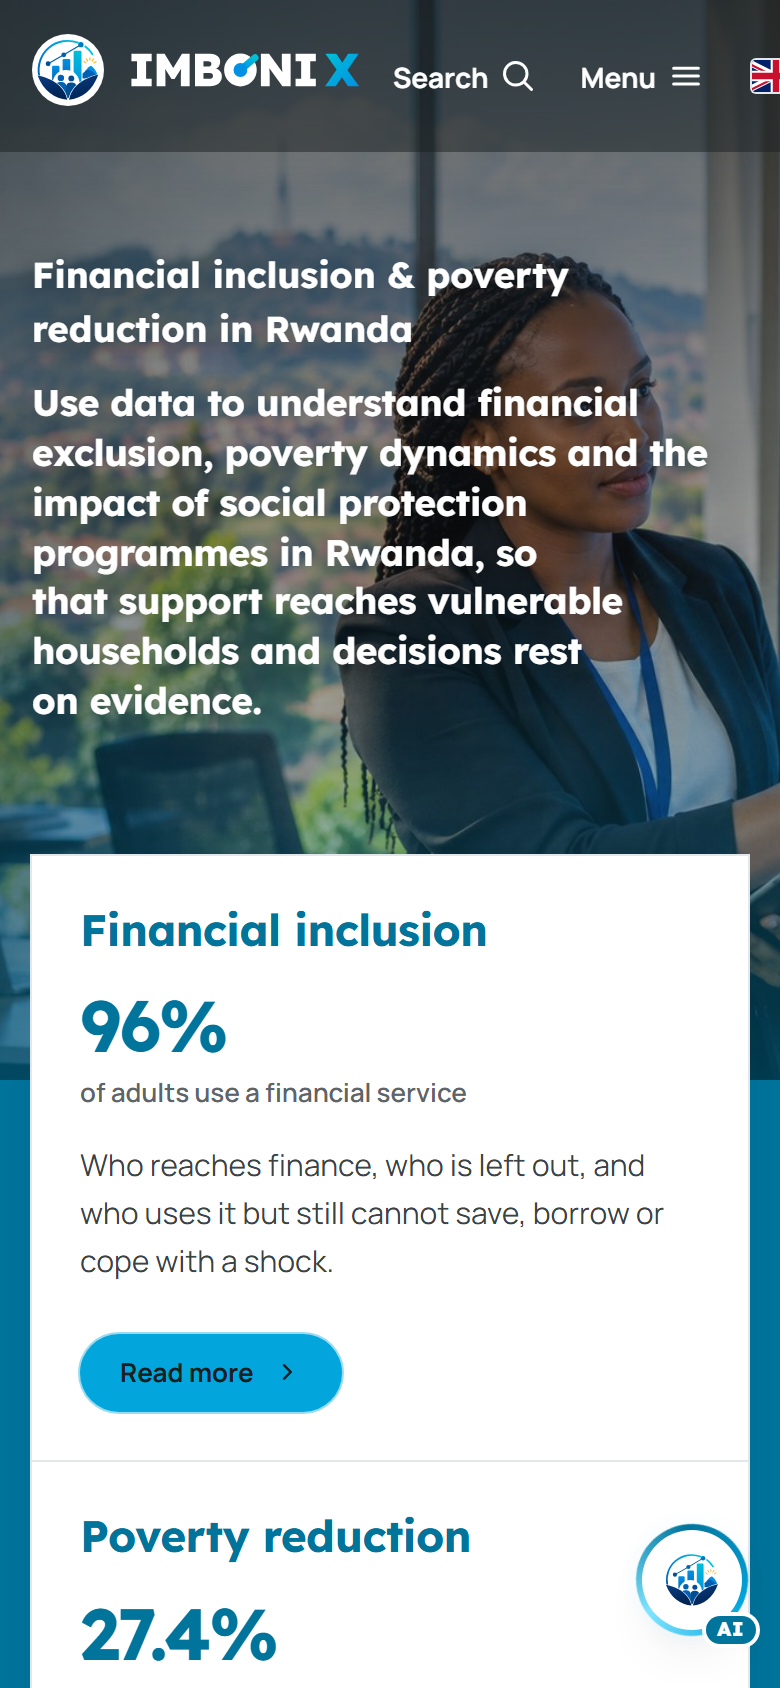 IMBONI X
Search
Menu
Financial inclusion & poverty
reduction in Rwanda
Use data to understand financial
exclusion, poverty dynamics and the
impact of social protection
programmes in Rwanda, so
that support reaches vulnerable
households and decisions rest
on evidence.
Financial inclusion
96%
of adults use a financial service
Who reaches finance, who is left out, and
who uses it but still cannot save, borrow or
cope with a shock.
Read more
Poverty reduction
27.4%
AI